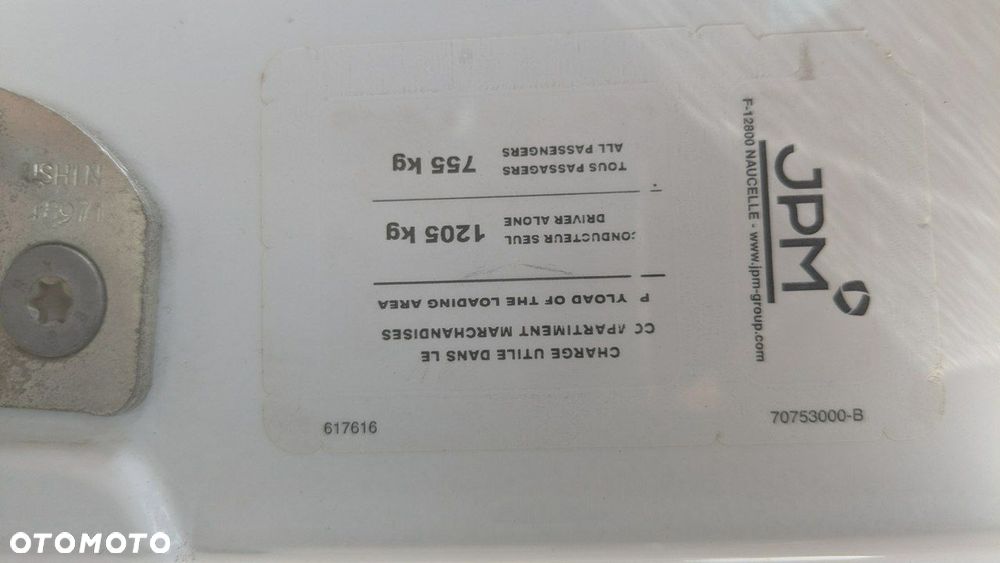 CHARGE UTILE DANS LE
CO APARTIMENT MARCHANDISES
P YLOAD OF THE LOADING AREA
CONDUCTEUR SEUL
DRIVER ALONE
1205 kg
TOUS PASSAGERS
ALL PASSENGERS
755 kg
JPM
F-12800 NAUCELLE - www.jpm-group.com
617616
70753000-B
OTOMOTO